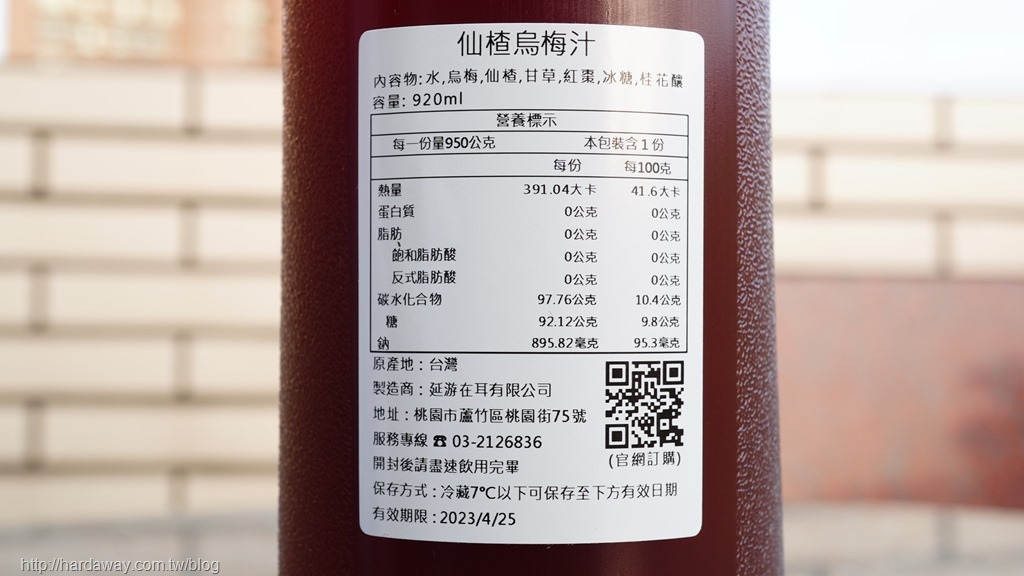 仙楂烏梅汁
內容物:水,烏梅,仙楂,甘草,紅棗,冰糖,桂花釀
容量: 920ml
營養標示
每一份量950公克 本包裝含1份
每份 每100克
熱量 391.04大卡 41.6大卡
蛋白質 0公克 0公克
脂肪 0公克 0公克
飽和脂肪酸 0公克 0公克
反式脂肪酸 0公克 0公克
碳水化合物 97.76公克 10.4公克
糖 92.12公克 9.8公克
鈉 895.82毫克 95.3毫克
原產地：台灣
製造商：延游在耳有限公司
地址：桃園市蘆竹區桃園街75號
服務專線☎ 03-2126836
(官網訂購)
開封後請盡速飲用完畢
保存方式：冷藏7℃以下可保存至下方有效日期
有效期限：2023/4/25
http://hardaway.com.tw/blog